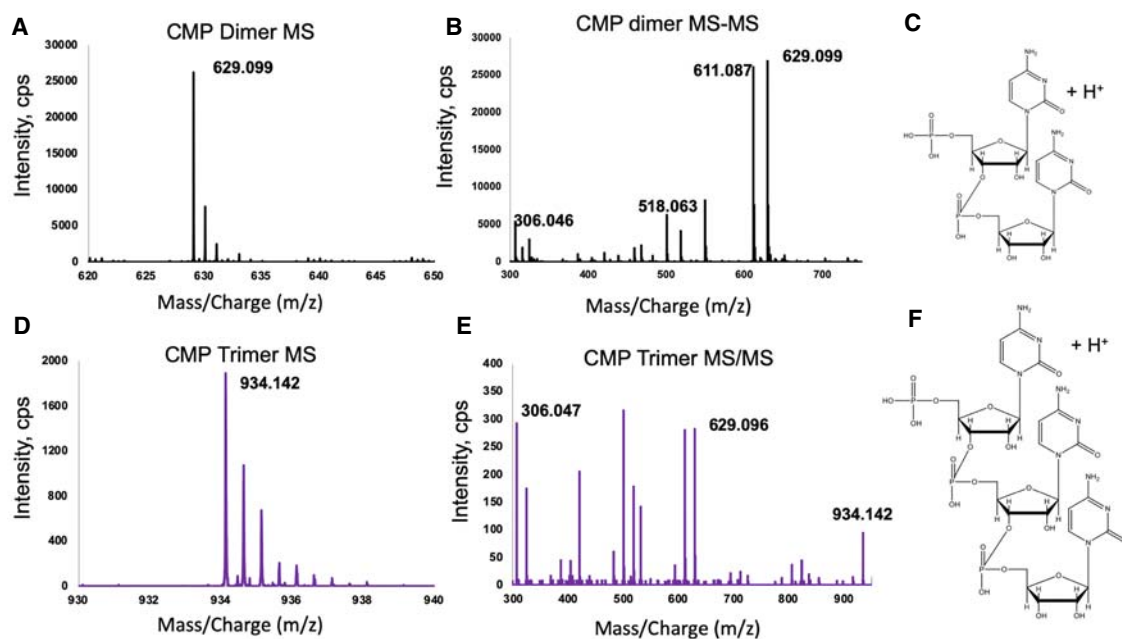 A
CMP Dimer MS
30000
25000
20000
15000
10000
5000
0
620
625
630
635
640
645
650
629.099
Intensity, cps
Mass/Charge (m/z)
B
CMP dimer MS-MS
30000
25000
20000
15000
10000
5000
0
300
400
500
600
700
306.046
518.063
611.087
629.099
Intensity, cps
Mass/Charge (m/z)
C
NH₂
N
O
+ H⁺
N
NH₂
O
HO
P
O
O
OH
H
H
H
H
N
O
O
OH
N
O
P
O
O
OH
H
H
H
H
OH
OH
D
CMP Trimer MS
2000
1600
1200
800
400
0
930
932
934
936
938
940
934.142
Intensity, cps
Mass/Charge (m/z)
E
CMP Trimer MS/MS
400
350
300
250
200
150
100
50
0
300
400
500
600
700
800
900
306.047
629.096
934.142
Intensity, cps
Mass/Charge (m/z)
F
NH₂
N
O
+ H⁺
N
NH₂
O
HO
P
O
O
OH
H
H
H
H
N
O
O
OH
N
NH₂
O
P
O
O
OH
H
H
H
H
N
O
O
OH
N
O
P
O
O
OH
H
H
H
H
OH
OH